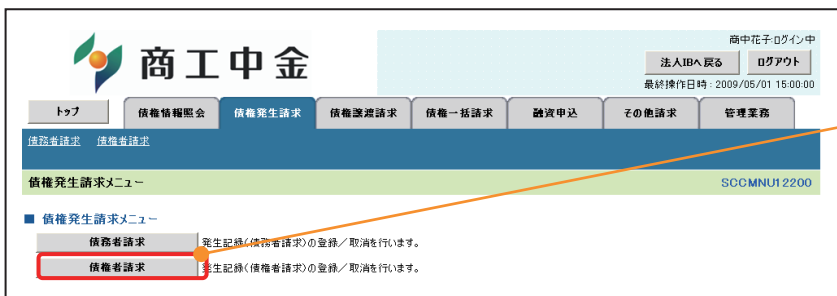 商工中金
商中花子:ログイン中
法人IBへ戻る ログアウト
最終操作日時:2009/05/01 15:00:00
トップ 債権情報照会 債権発生請求 債権譲渡請求 債権一括請求 融資申込 その他請求 管理業務
債務者請求 債権者請求
債権発生請求メニュー SCCMNU12200
■ 債権発生請求メニュー
債務者請求 発生記録(債務者請求)の登録/取消を行います。
債権者請求 発生記録(債権者請求)の登録/取消を行います。